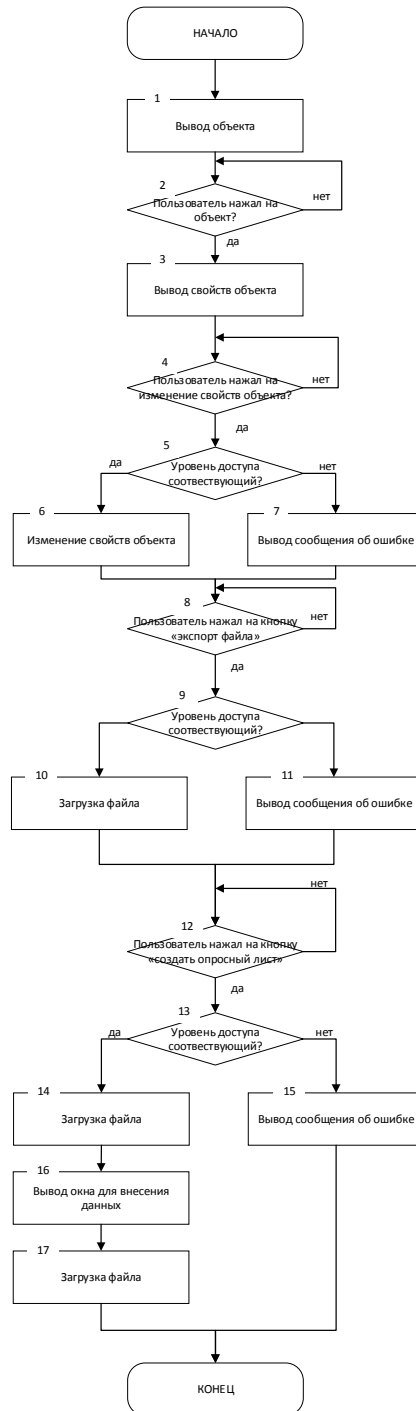 НАЧАЛО
1
Вывод объекта
2
Пользователь нажал на
объект?
нет
да
3
Вывод свойств объекта
4
Пользователь нажал на
изменение свойств объекта?
нет
да
5
Уровень доступа
соотвествующий?
да
нет
6
Изменение свойств объекта
7
Вывод сообщения об ошибке
8
Пользователь нажал на кнопку
«экспорт файла»
нет
да
9
Уровень доступа
соотвествующий?
10
Загрузка файла
11
Вывод сообщения об ошибке
нет
12
Пользователь нажал на кнопку
«создать опросный лист»
да
13
Уровень доступа
соотвествующий?
да
нет
14
Загрузка файла
15
Вывод сообщения об ошибке
16
Вывод окна для внесения
данных
17
Загрузка файла
КОНЕЦ